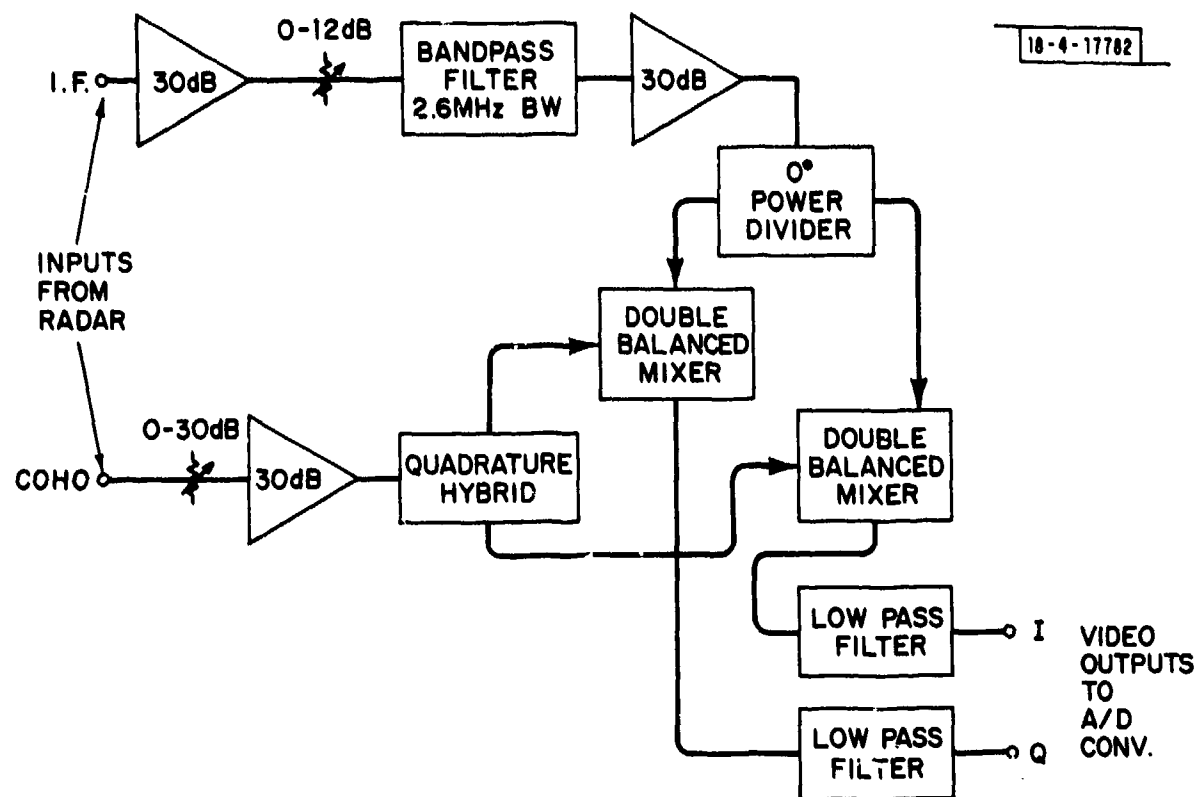 18-4-17782
0-12dB
I.F.
30dB
BANDPASS
FILTER
2.6MHz BW
30dB
0°
POWER
DIVIDER
INPUTS
FROM
RADAR
DOUBLE
BALANCED
MIXER
0-30dB
COHO
30dB
QUADRATURE
HYBRID
DOUBLE
BALANCED
MIXER
LOW PASS
FILTER
I
VIDEO
OUTPUTS
TO
A/D
CONV.
LOW PASS
FILTER
Q